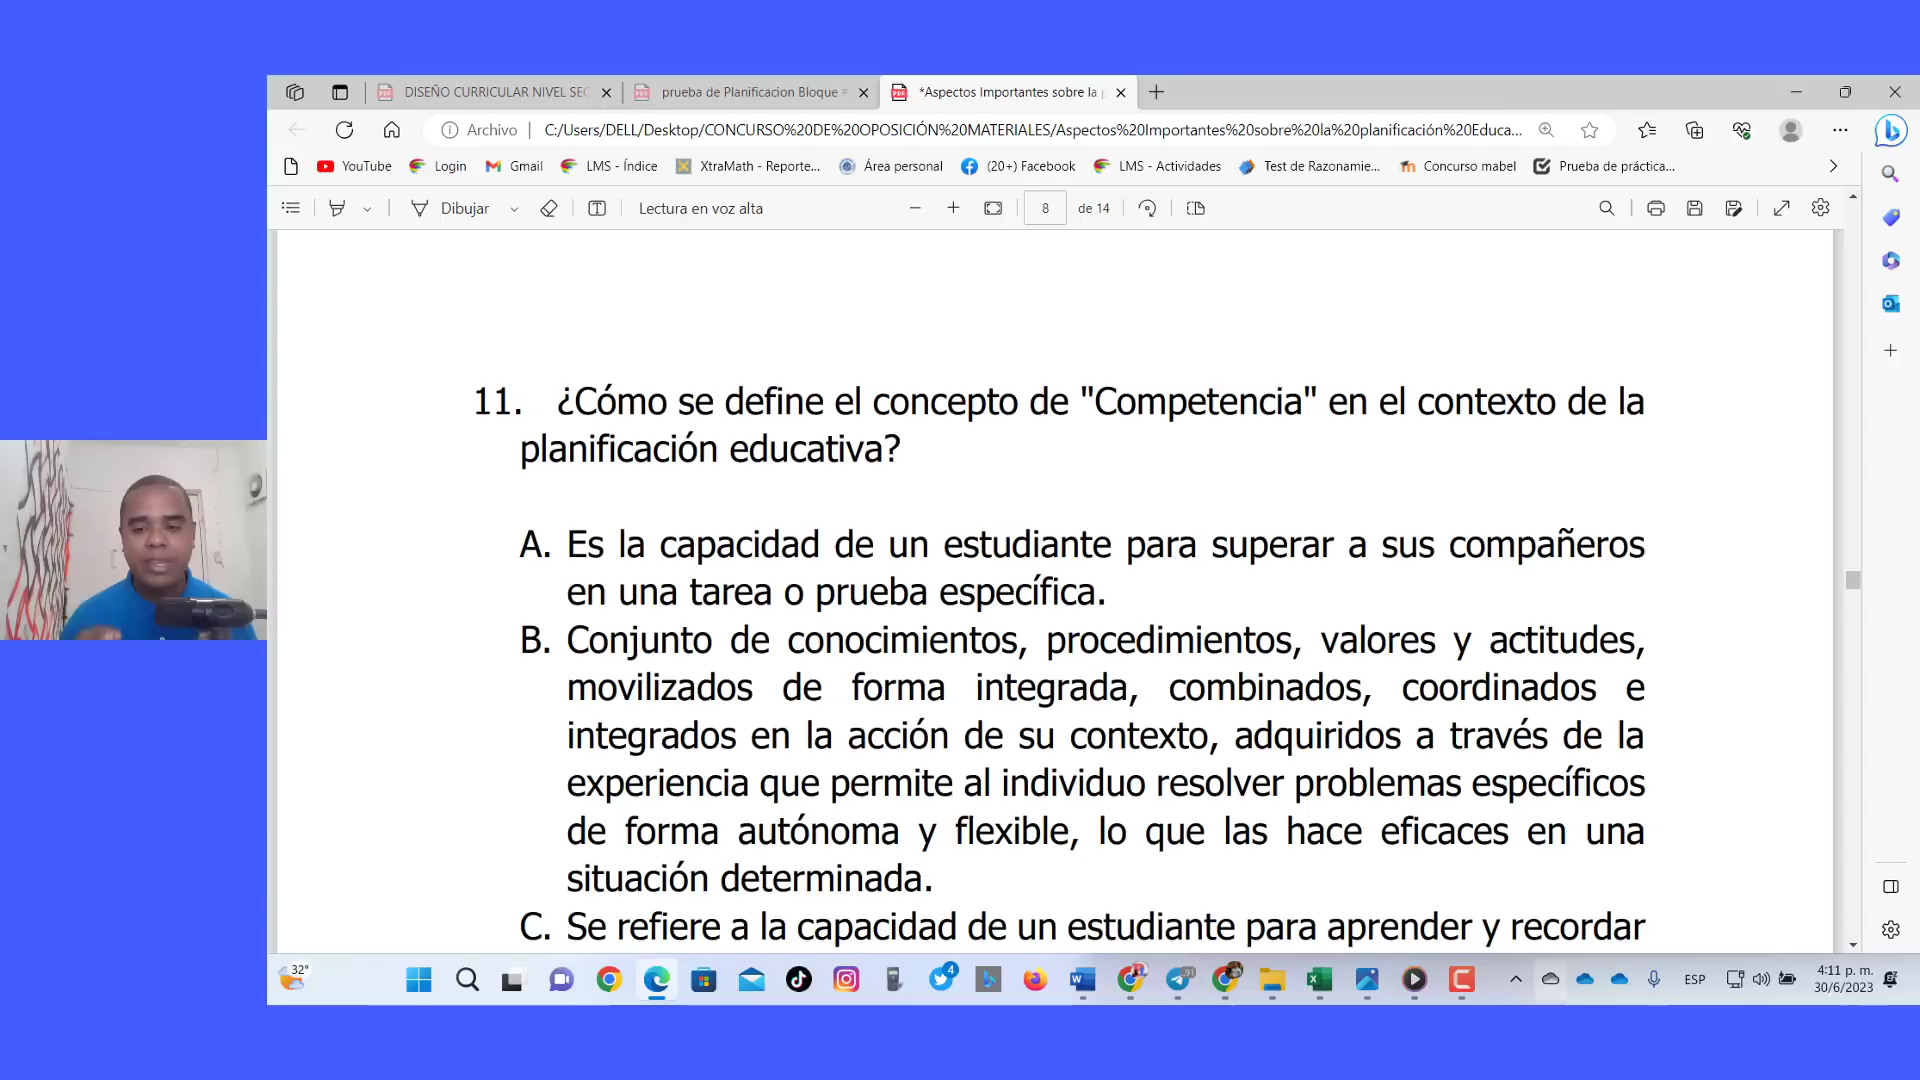 DISEÑO CURRICULAR NIVEL SEC
prueba de Planificacion Bloque =
*Aspectos Importantes sobre la p
Archivo
C:/Users/DELL/Desktop/CONCURSO%20DE%20OPOSICIÓN%20MATERIALES/Aspectos%20Importantes%20sobre%20la%20planificación%20Educa...
YouTube
Login
Gmail
LMS - Índice
XtraMath - Reporte...
Área personal
(20+) Facebook
LMS - Actividades
Test de Razonamie...
Concurso mabel
Prueba de práctica...
Dibujar
Lectura en voz alta
8
de 14
11. ¿Cómo se define el concepto de "Competencia" en el contexto de la
planificación educativa?
A. Es la capacidad de un estudiante para superar a sus compañeros
en una tarea o prueba específica.
B. Conjunto de conocimientos, procedimientos, valores y actitudes,
movilizados de forma integrada, combinados, coordinados e
integrados en la acción de su contexto, adquiridos a través de la
experiencia que permite al individuo resolver problemas específicos
de forma autónoma y flexible, lo que las hace eficaces en una
situación determinada.
C. Se refiere a la capacidad de un estudiante para aprender y recordar
32°
4
91
ESP
4:11 p. m.
30/6/2023